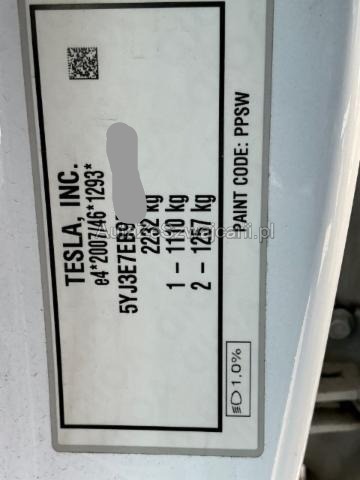 TESLA, INC.
e4*2007/46*1293*
5YJ3E7EB
2232 kg
1 – 1110 kg
2 – 1257 kg
PAINT CODE: PPSW
1.0%